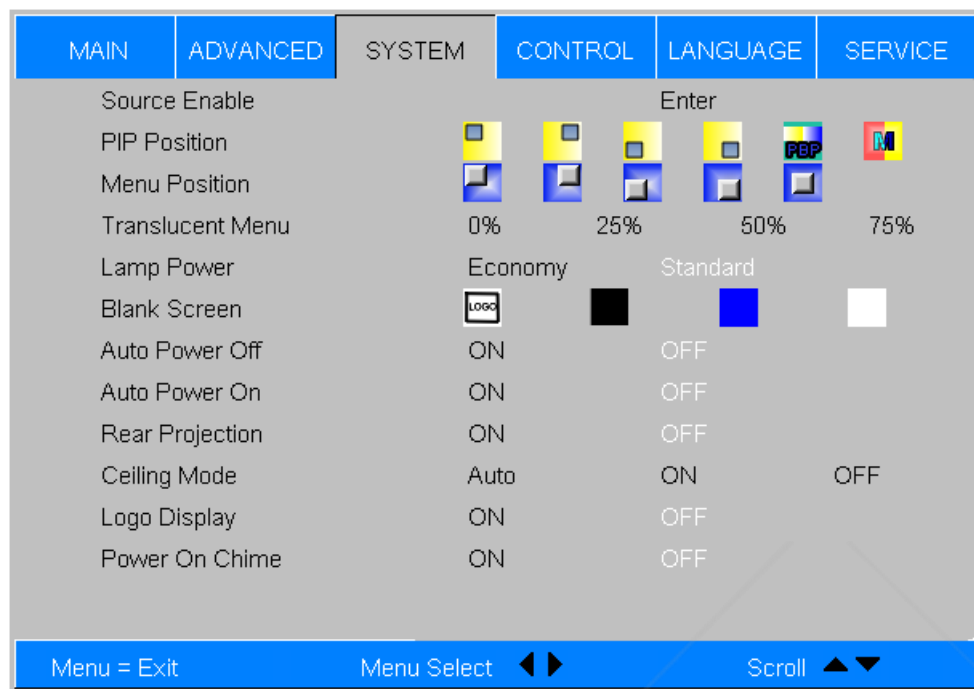 MAIN ADVANCED SYSTEM CONTROL LANGUAGE SERVICE
Source Enable Enter
PIP Position PBP M
Menu Position
Translucent Menu 0% 25% 50% 75%
Lamp Power Economy Standard
Blank Screen LOGO
Auto Power Off ON OFF
Auto Power On ON OFF
Rear Projection ON OFF
Ceiling Mode Auto ON OFF
Logo Display ON OFF
Power On Chime ON OFF
Menu = Exit Menu Select Scroll